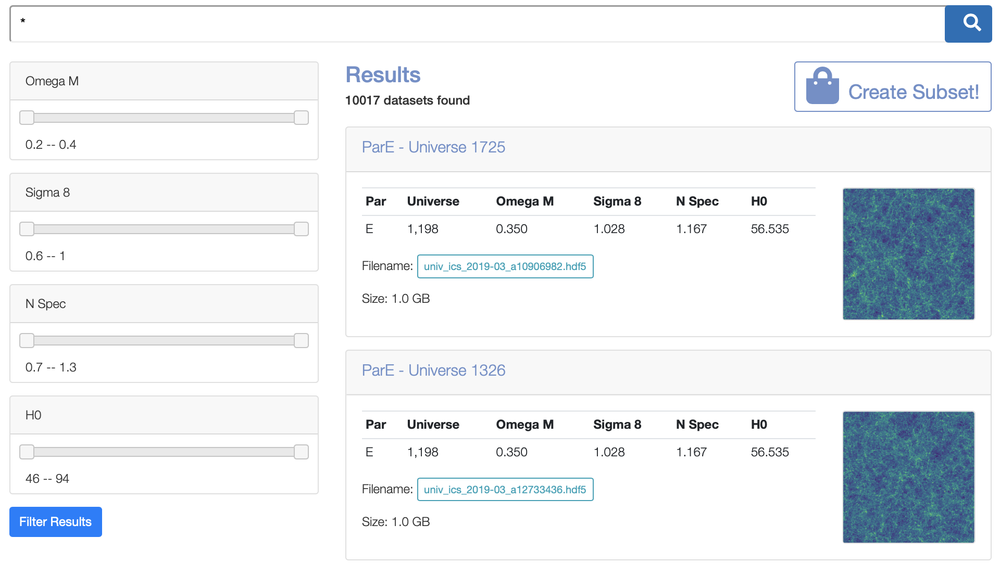 *
Omega M
0.2 -- 0.4
Sigma 8
0.6 -- 1
N Spec
0.7 -- 1.3
H0
46 -- 94
Filter Results
Results
10017 datasets found
Create Subset!
ParE - Universe 1725
Par Universe Omega M Sigma 8 N Spec H0
E 1,198 0.350 1.028 1.167 56.535
Filename: univ_ics_2019-03_a10906982.hdf5
Size: 1.0 GB
ParE - Universe 1326
Par Universe Omega M Sigma 8 N Spec H0
E 1,198 0.350 1.028 1.167 56.535
Filename: univ_ics_2019-03_a12733436.hdf5
Size: 1.0 GB